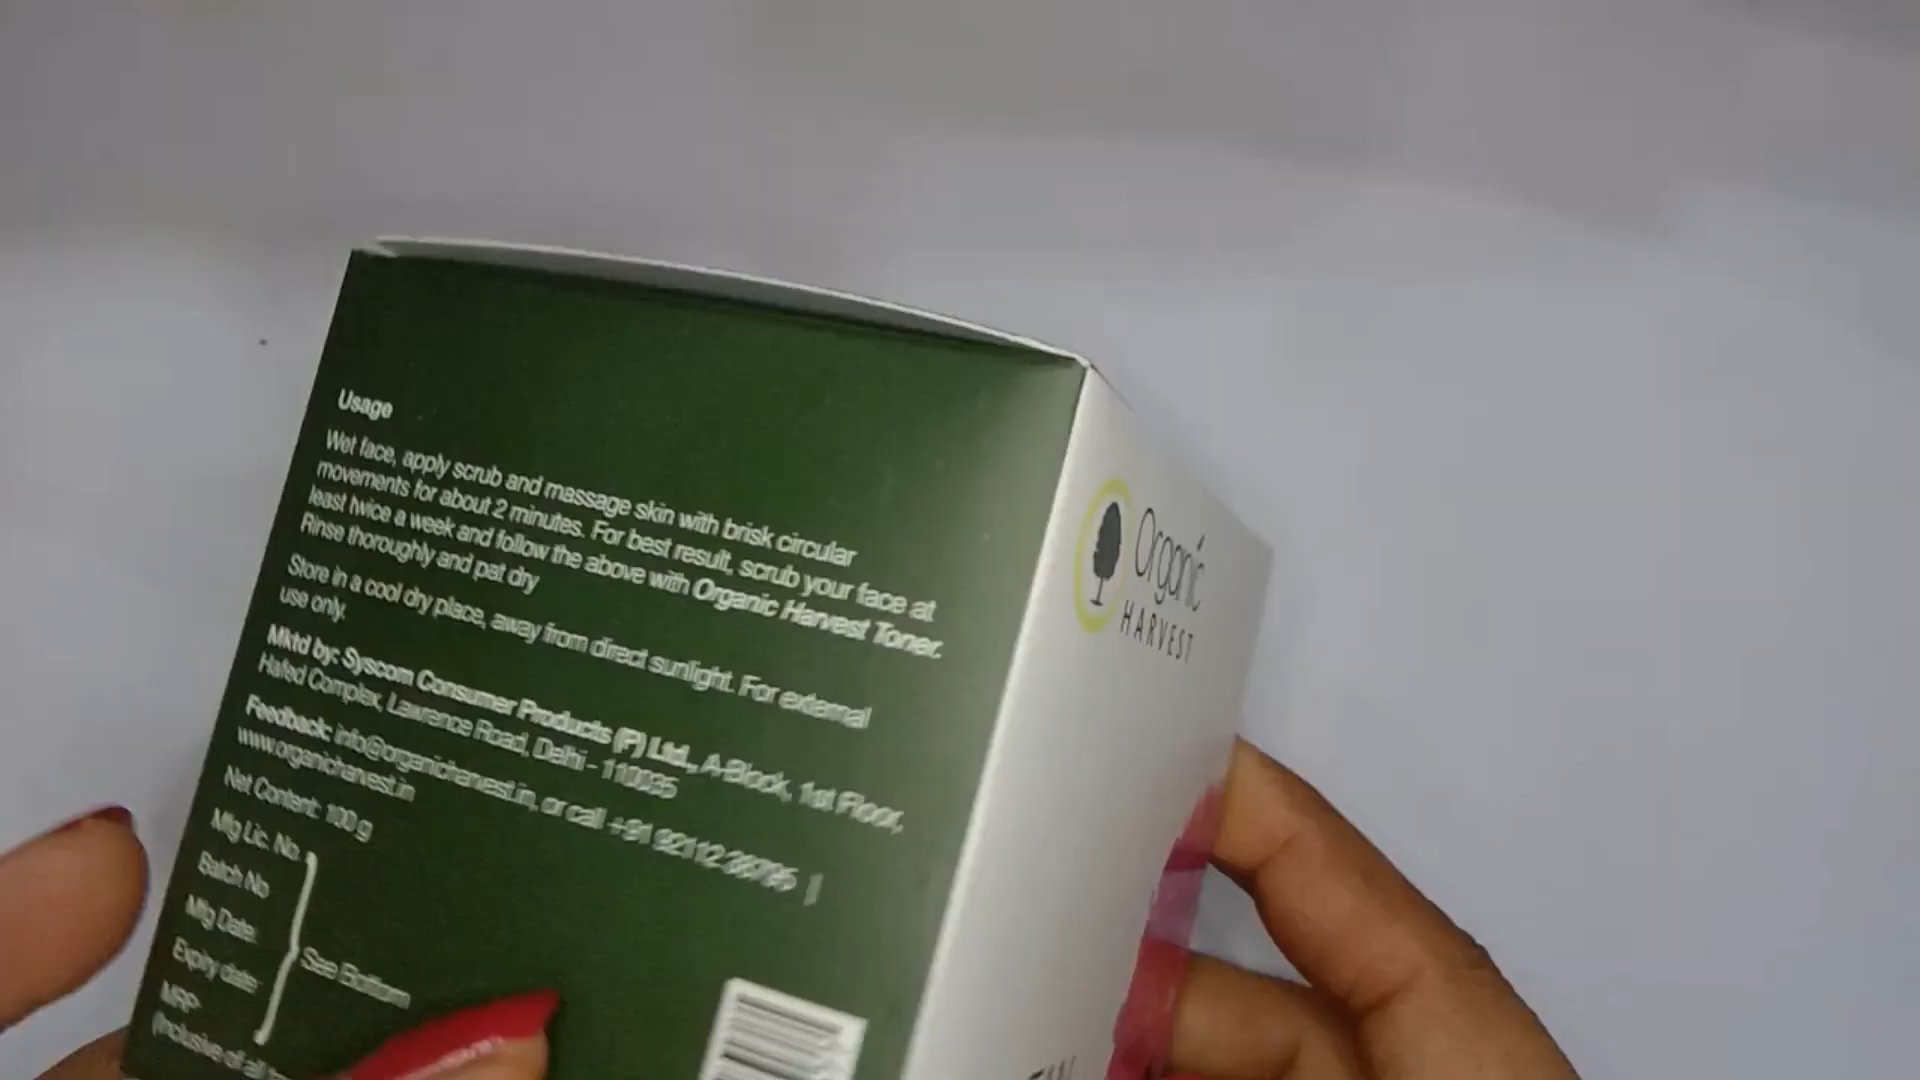 Usage
Wet face, apply scrub and massage skin with brisk circular
movements for about 2 minutes. For best result, scrub your face at
least twice a week and follow the above with Organic Harvest Toner.
Rinse thoroughly and pat dry
Store in a cool dry place, away from direct sunlight. For external
use only.
Mktd by: Syscom Consumer Products (P) Ltd., A-Block, 1st Floor,
Hafed Complex, Lawrence Road, Delhi - 110035
Feedback: info@organicharvest.in, or call +91 92112
www.organicharvest.in
Net Content: 100 g
Mfg Lic. No.
Batch No
Mfg Date:
Expiry date:
MRP:
(Inclusive of all
See Bottom
Organic
HARVEST